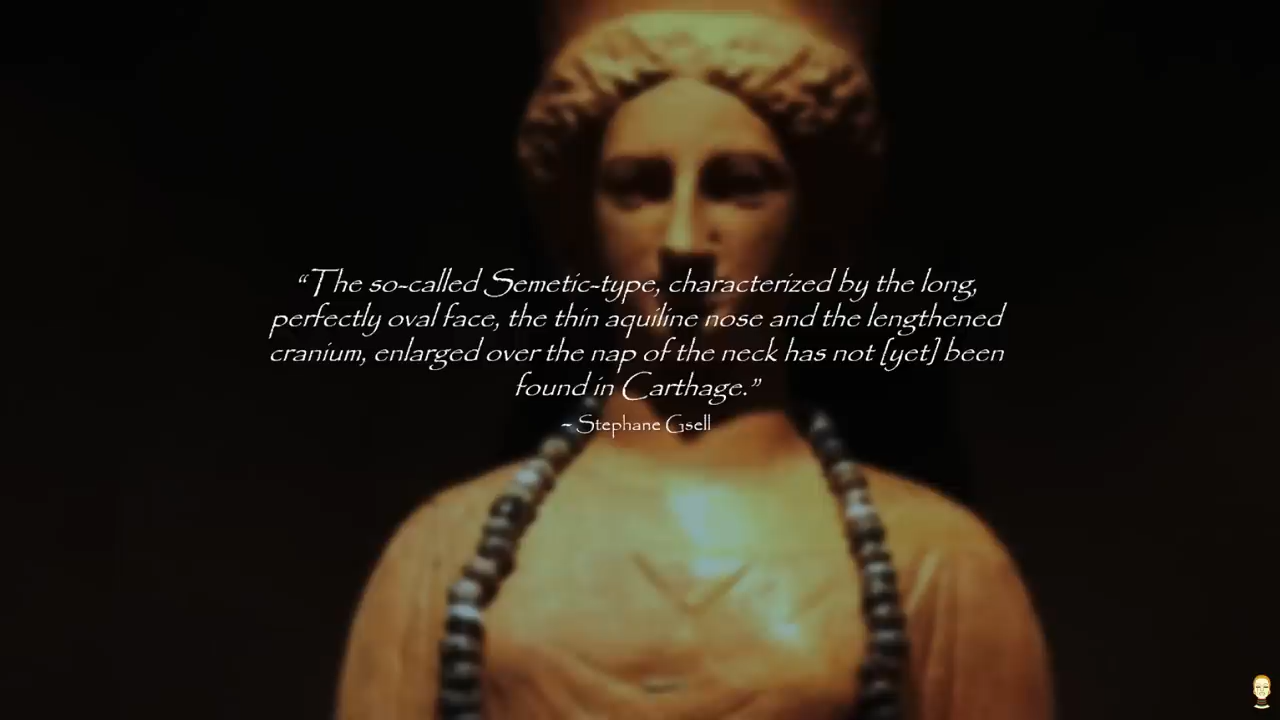 “The so-called Semetic-type, characterized by the long,
perfectly oval face, the thin aquiline nose and the lengthened
cranium, enlarged over the nap of the neck has not [yet] been
found in Carthage.”
~ Stephane Gsell